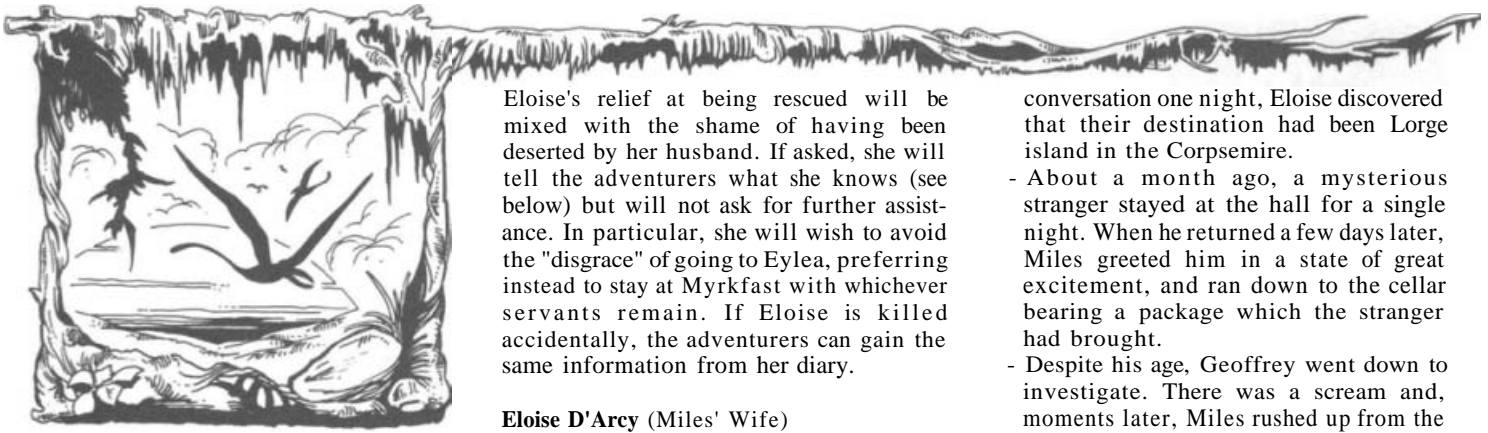 Eloise's relief at being rescued will be
mixed with the shame of having been
deserted by her husband. If asked, she will
tell the adventurers what she knows (see
below) but will not ask for further assist-
ance. In particular, she will wish to avoid
the "disgrace" of going to Eylea, preferring
instead to stay at Myrkfast with whichever
servants remain. If Eloise is killed
accidentally, the adventurers can gain the
same information from her diary.
Eloise D'Arcy (Miles' Wife)
conversation one night, Eloise discovered
that their destination had been Lorge
island in the Corpsemire.
- About a month ago, a mysterious
stranger stayed at the hall for a single
night. When he returned a few days later,
Miles greeted him in a state of great
excitement, and ran down to the cellar
bearing a package which the stranger
had brought.
- Despite his age, Geoffrey went down to
investigate. There was a scream and,
moments later, Miles rushed up from the